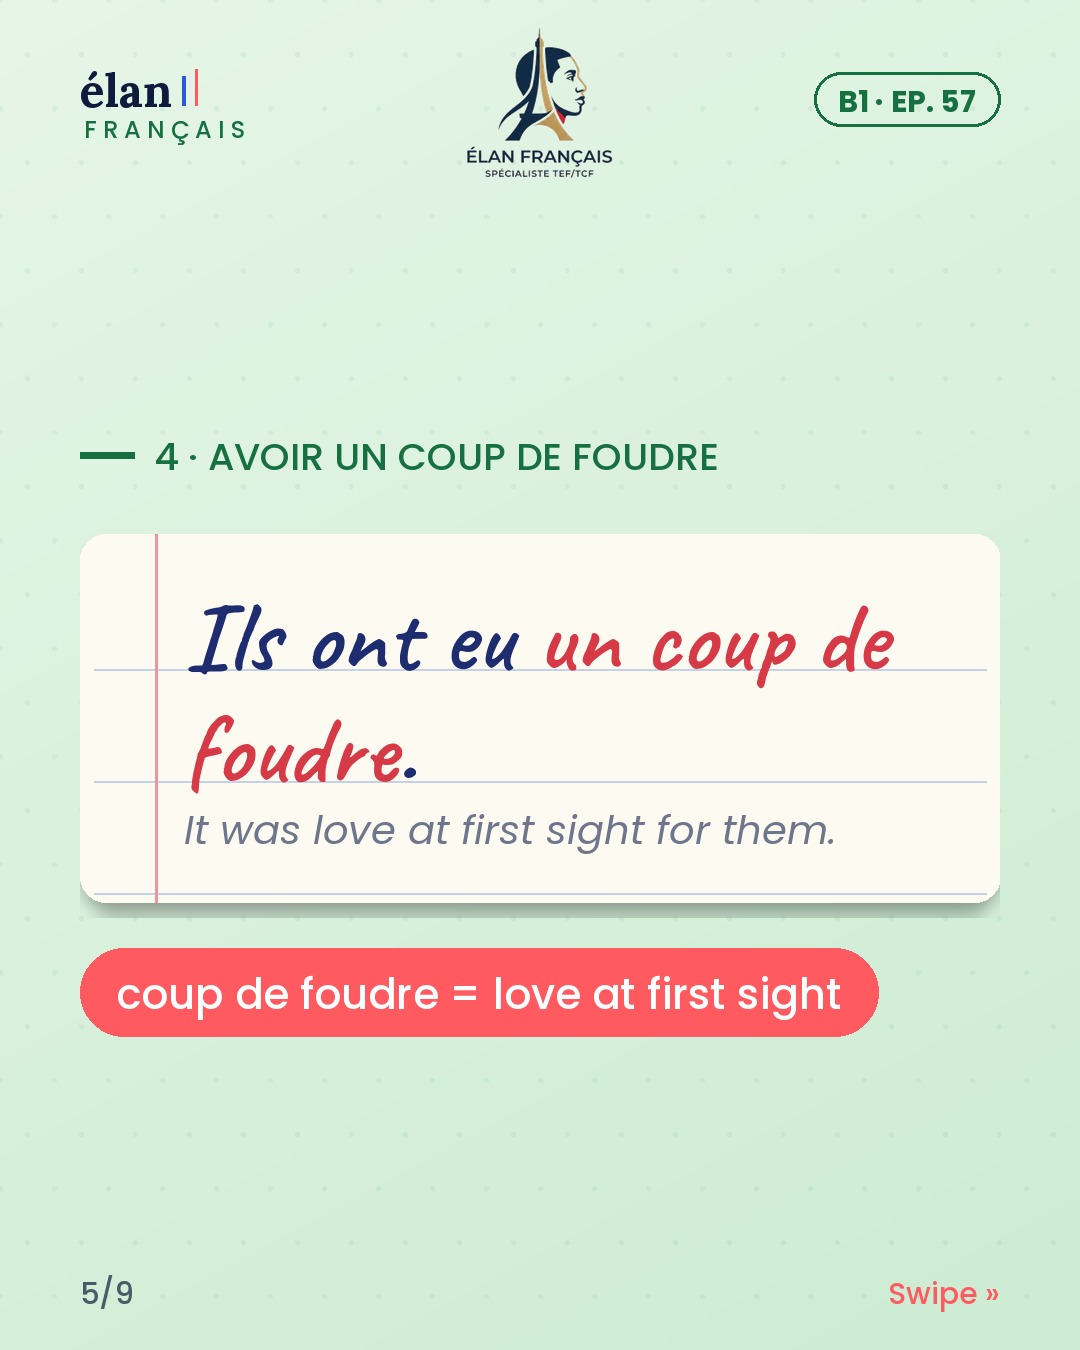 élan
FRANÇAIS
ÉLAN FRANÇAIS
SPÉCIALISTE TEF/TCF
B1 · EP. 57
4 · AVOIR UN COUP DE FOUDRE
Ils ont eu un coup de
foudre.
It was love at first sight for them.
coup de foudre = love at first sight
5/9
Swipe »